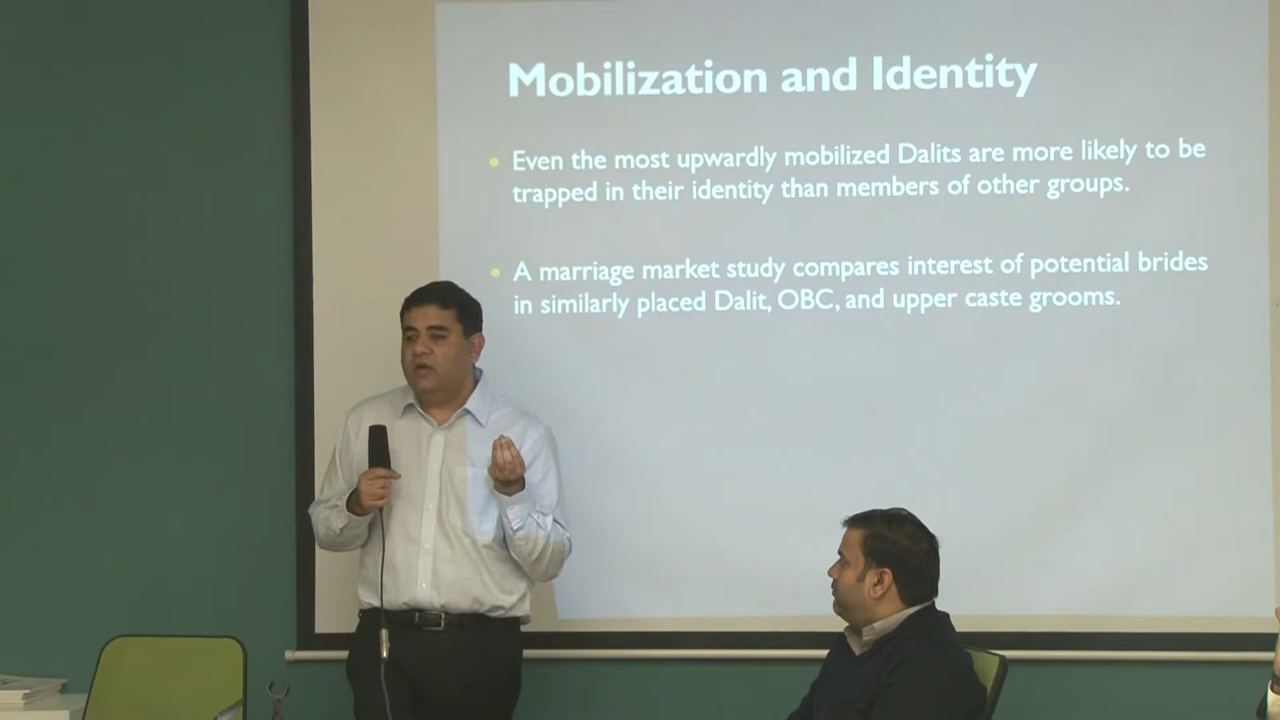 Mobilization and Identity
• Even the most upwardly mobilized Dalits are more likely to be
trapped in their identity than members of other groups.
• A marriage market study compares interest of potential brides
in similarly placed Dalit, OBC, and upper caste grooms.